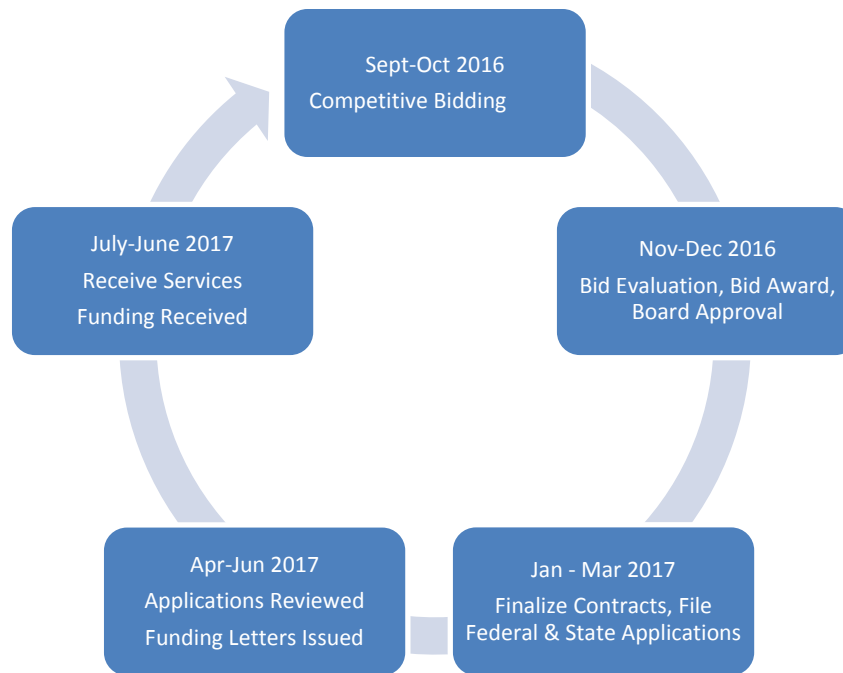 Sept-Oct 2016
Competitive Bidding
Nov-Dec 2016
Bid Evaluation, Bid Award,
Board Approval
Jan - Mar 2017
Finalize Contracts, File
Federal & State Applications
Apr-Jun 2017
Applications Reviewed
Funding Letters Issued
July-June 2017
Receive Services
Funding Received